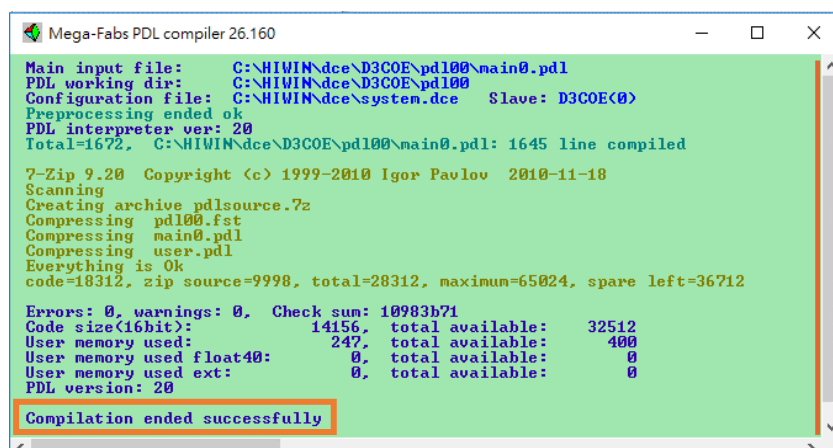 Mega-Fabs PDL compiler 26.160
Main input file: C:\HIWIN\dce\D3COE\pdl00\main0.pdl
PDL working dir: C:\HIWIN\dce\D3COE\pdl00
Configuration file: C:\HIWIN\dce\system.dce Slave: D3COE(0)
Preprocessing ended ok
PDL interpreter ver: 20
Total=1672, C:\HIWIN\dce\D3COE\pdl00\main0.pdl: 1645 line compiled
7-Zip 9.20 Copyright (c) 1999-2010 Igor Pavlov 2010-11-18
Scanning
Creating archive pdlsource.7z
Compressing pdl00.fst
Compressing main0.pdl
Compressing user.pdl
Everything is Ok
code=18312, zip source=9998, total=28312, maximum=65024, spare left=36712
Errors: 0, warnings: 0, Check sum: 10983b71
Code size(16bit): 14156, total available: 32512
User memory used: 247, total available: 400
User memory used float40: 0, total available: 0
User memory used ext: 0, total available: 0
PDL version: 20
Compilation ended successfully